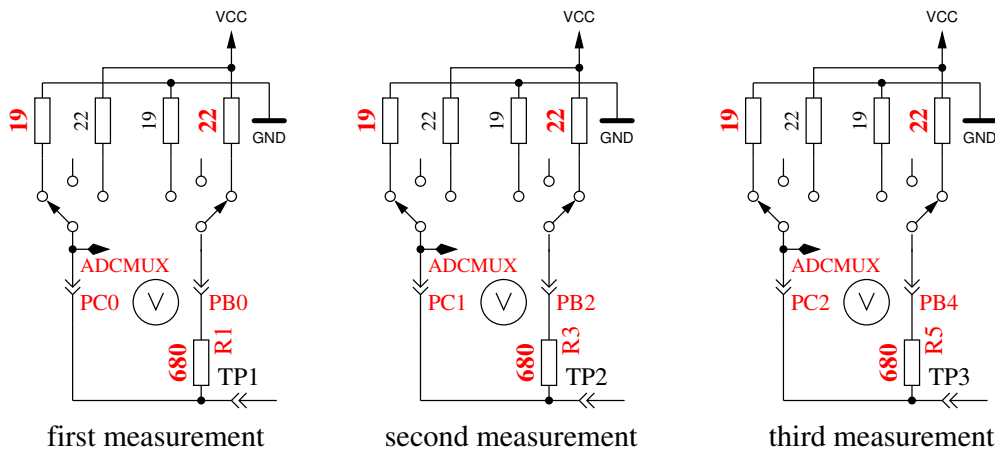 VCC
19
22
19
22
GND
ADCMUX
PC0
V
PB0
680
R1
TP1
first measurement
VCC
19
22
19
22
GND
ADCMUX
PC1
V
PB2
680
R3
TP2
second measurement
VCC
19
22
19
22
GND
ADCMUX
PC2
V
PB4
680
R5
TP3
third measurement